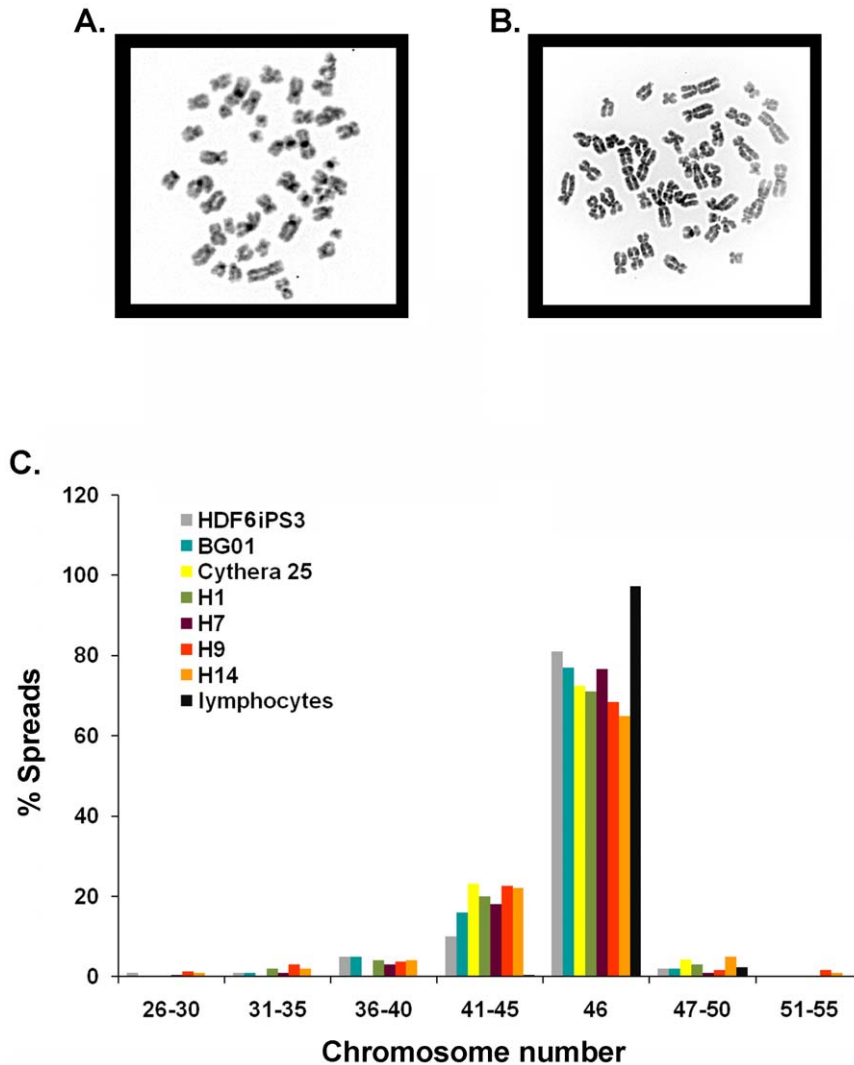 A.
B.
C.
120
100
80
60
40
20
0
% Spreads
HDF6iPS3
BG01
Cythera 25
H1
H7
H9
H14
lymphocytes
26-30 31-35 36-40 41-45 46 47-50 51-55
Chromosome number